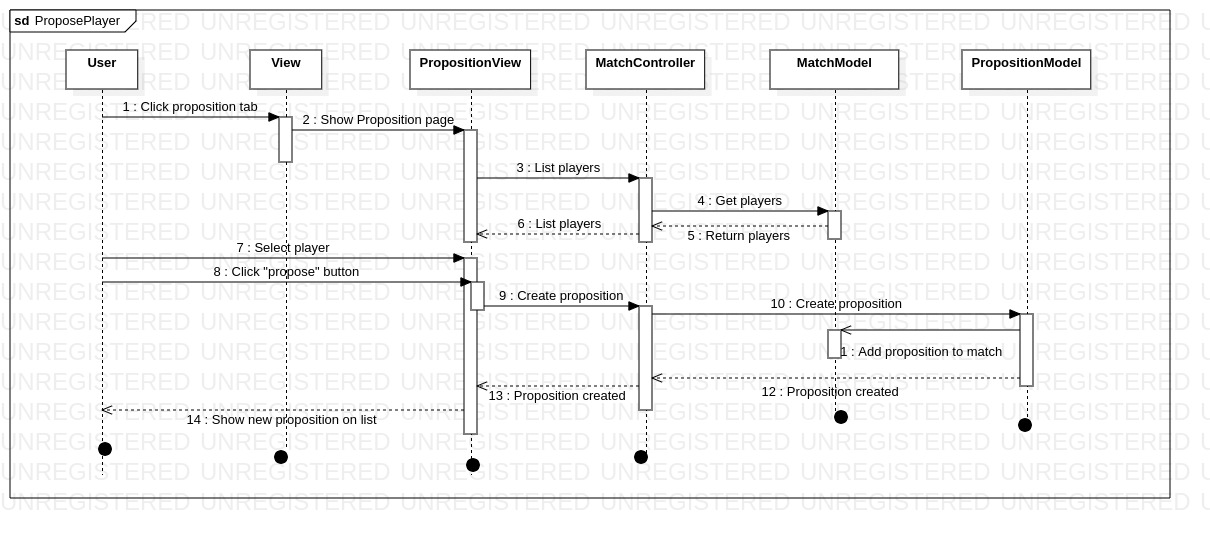 sd ProposePlayer
User
View
PropositionView
MatchController
MatchModel
PropositionModel
1 : Click proposition tab
2 : Show Proposition page
3 : List players
4 : Get players
5 : Return players
6 : List players
7 : Select player
8 : Click "propose" button
9 : Create proposition
10 : Create proposition
1 : Add proposition to match
12 : Proposition created
13 : Proposition created
14 : Show new proposition on list
UNREGISTERED UNREGISTERED UNREGISTERED UNREGISTERED UNREGISTERED UNREGISTERED